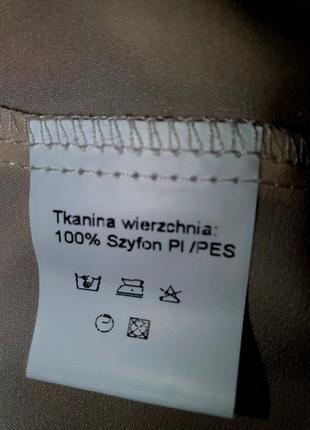 Tkanina wierzchnia:
100% Szyfon Pl /PES